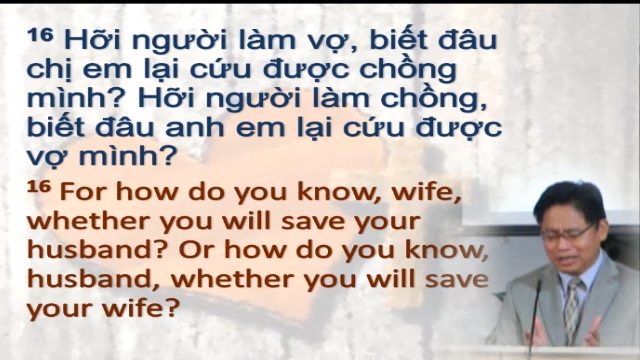 16 Hỡi người làm vợ, biết đâu
chị em lại cứu được chồng
mình? Hỡi người làm chồng,
biết đâu anh em lại cứu được
vợ mình?
16 For how do you know, wife,
whether you will save your
husband? Or how do you know,
husband, whether you will save
your wife?